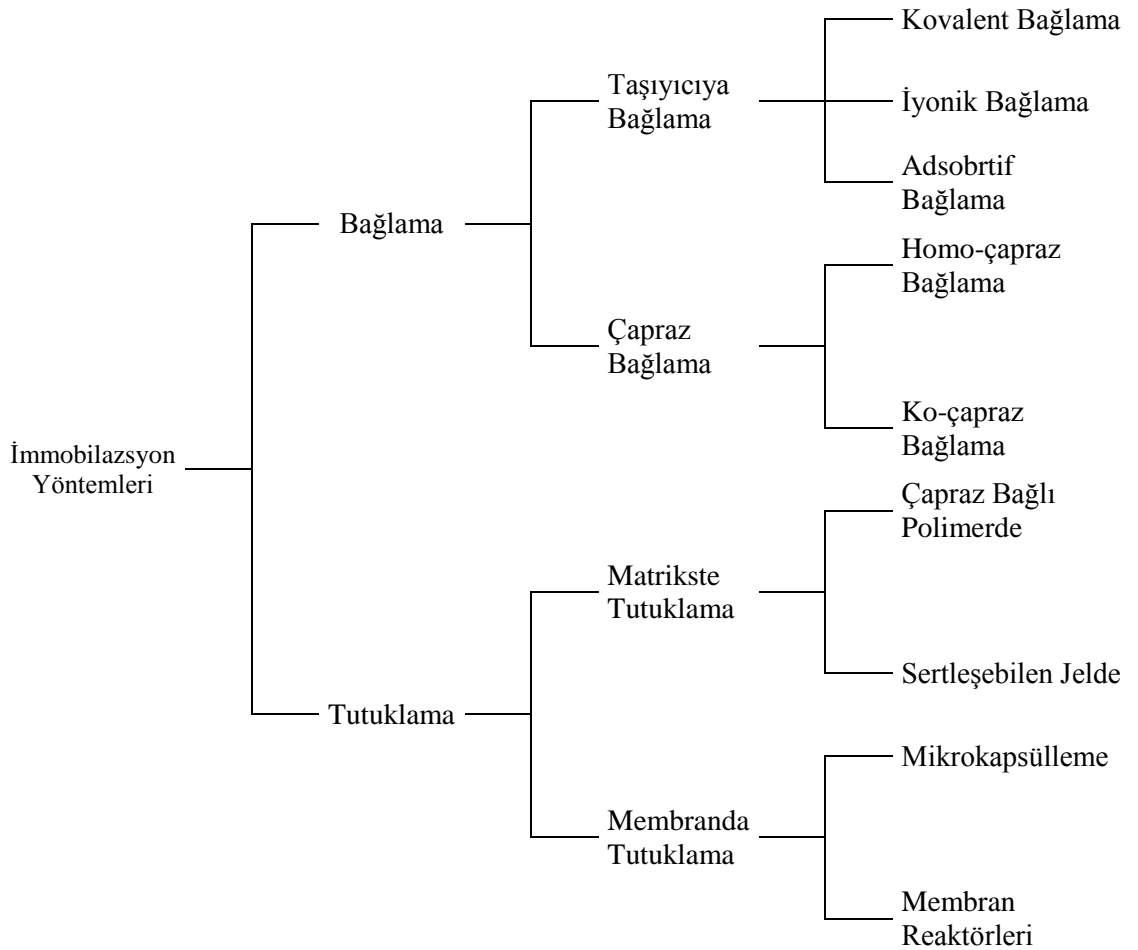 Kovalent Bağlama
Taşıyıcıya
Bağlama
İyonik Bağlama
Adsobrtif
Bağlama
Bağlama
Homo-çapraz
Bağlama
Çapraz
Bağlama
Ko-çapraz
Bağlama
İmmobilazsyon
Yöntemleri
Çapraz Bağlı
Polimerde
Matrikste
Tutuklama
Sertleşebilen Jelde
Tutuklama
Mikrokapsülleme
Membranda
Tutuklama
Membran
Reaktörleri